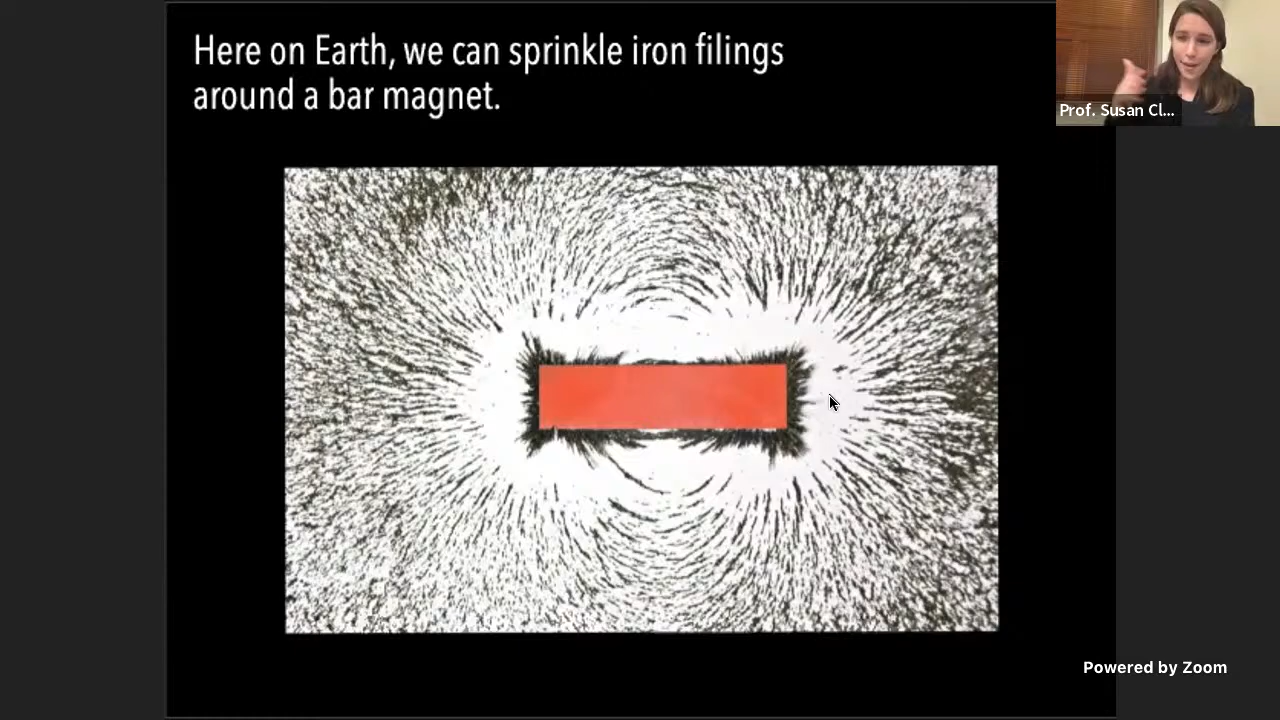 Here on Earth, we can sprinkle iron filings
around a bar magnet.
Prof. Susan Cl...
Powered by Zoom